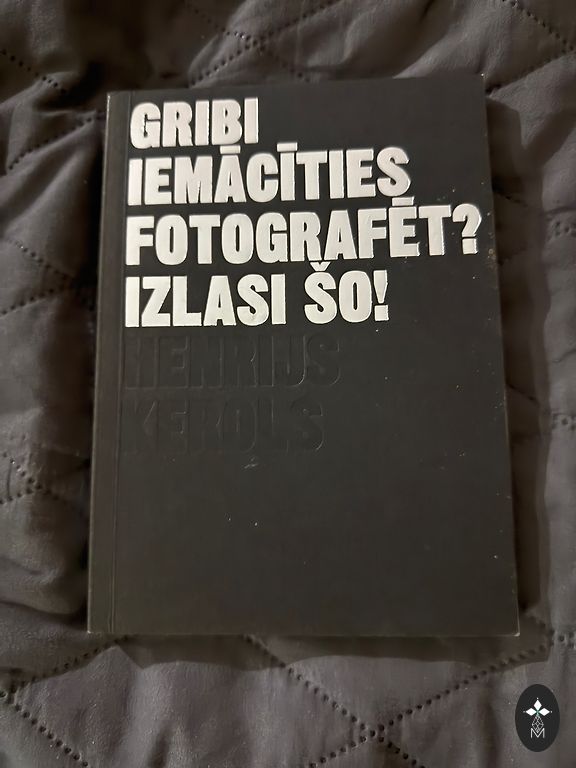 GRIBI
IEMĀCĪTIES
FOTOGRAFĒT?
IZLASI ŠO!
HENRIJS
KEROLS